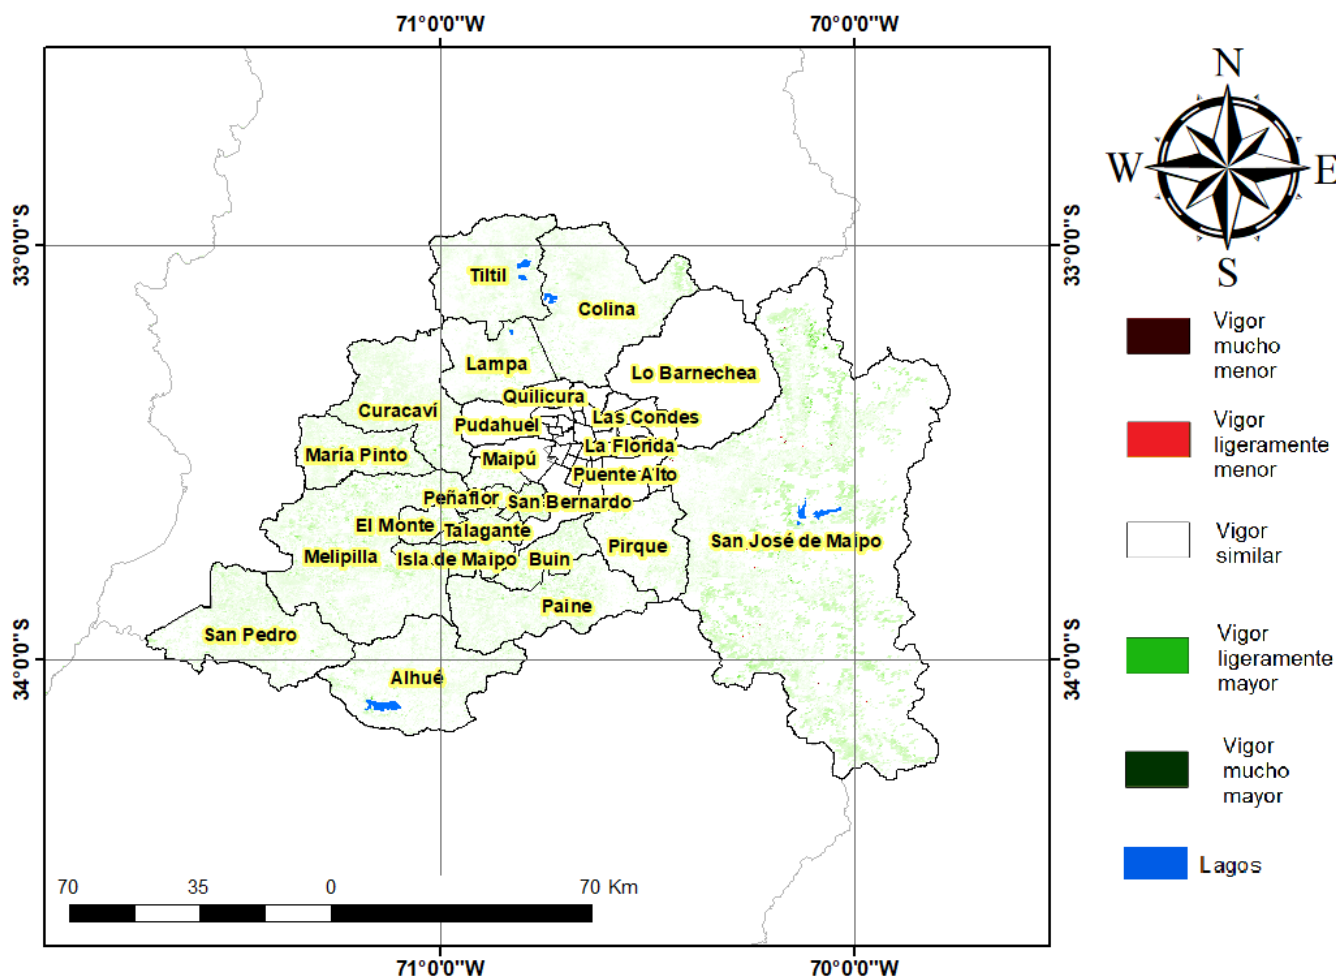 71°0'0"W
70°0'0"W
33°0'0"S
33°0'0"S
34°0'0"S
34°0'0"S
Tiltil
Colina
Lampa
Lo Barnechea
Quilicura
Curacaví
Las Condes
Pudahuel
La Florida
María Pinto
Maipú
Puente Alto
Peñaflor
San Bernardo
El Monte
Talagante
San José de Maipo
Pirque
Melipilla
Isla de Maipo
Buin
Paine
San Pedro
Alhué
70
35
0
70 Km
71°0'0"W
70°0'0"W
N
W
E
S
Vigor
mucho
menor
Vigor
ligeramente
menor
Vigor
similar
Vigor
ligeramente
mayor
Vigor
mucho
mayor
Lagos